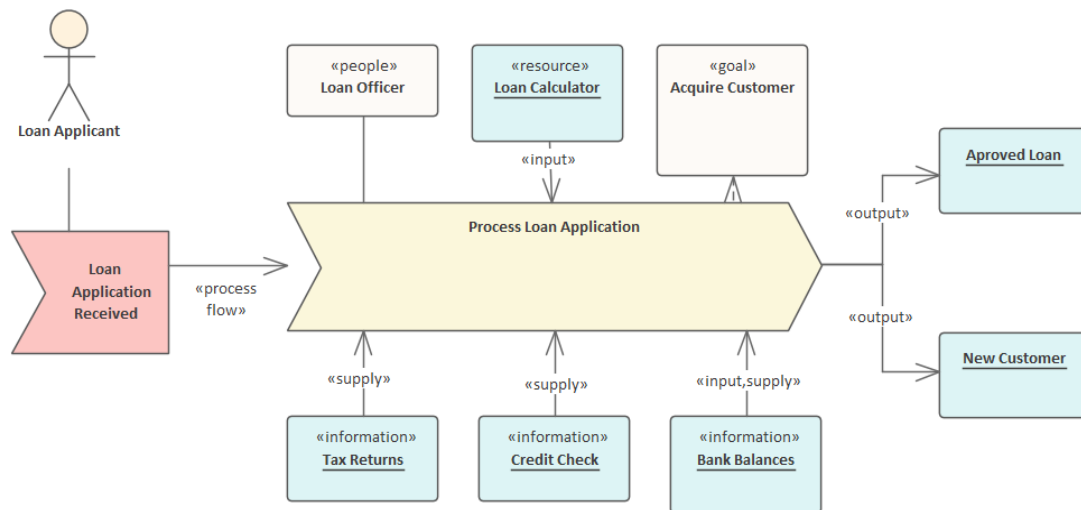 Loan Applicant
«people»
Loan Officer
«resource»
Loan Calculator
«goal»
Acquire Customer
«input»
Aproved Loan
«output»
Process Loan Application
Loan
Application
Received
«process
flow»
«output»
New Customer
«supply»
«supply»
«input,supply»
«information»
Tax Returns
«information»
Credit Check
«information»
Bank Balances